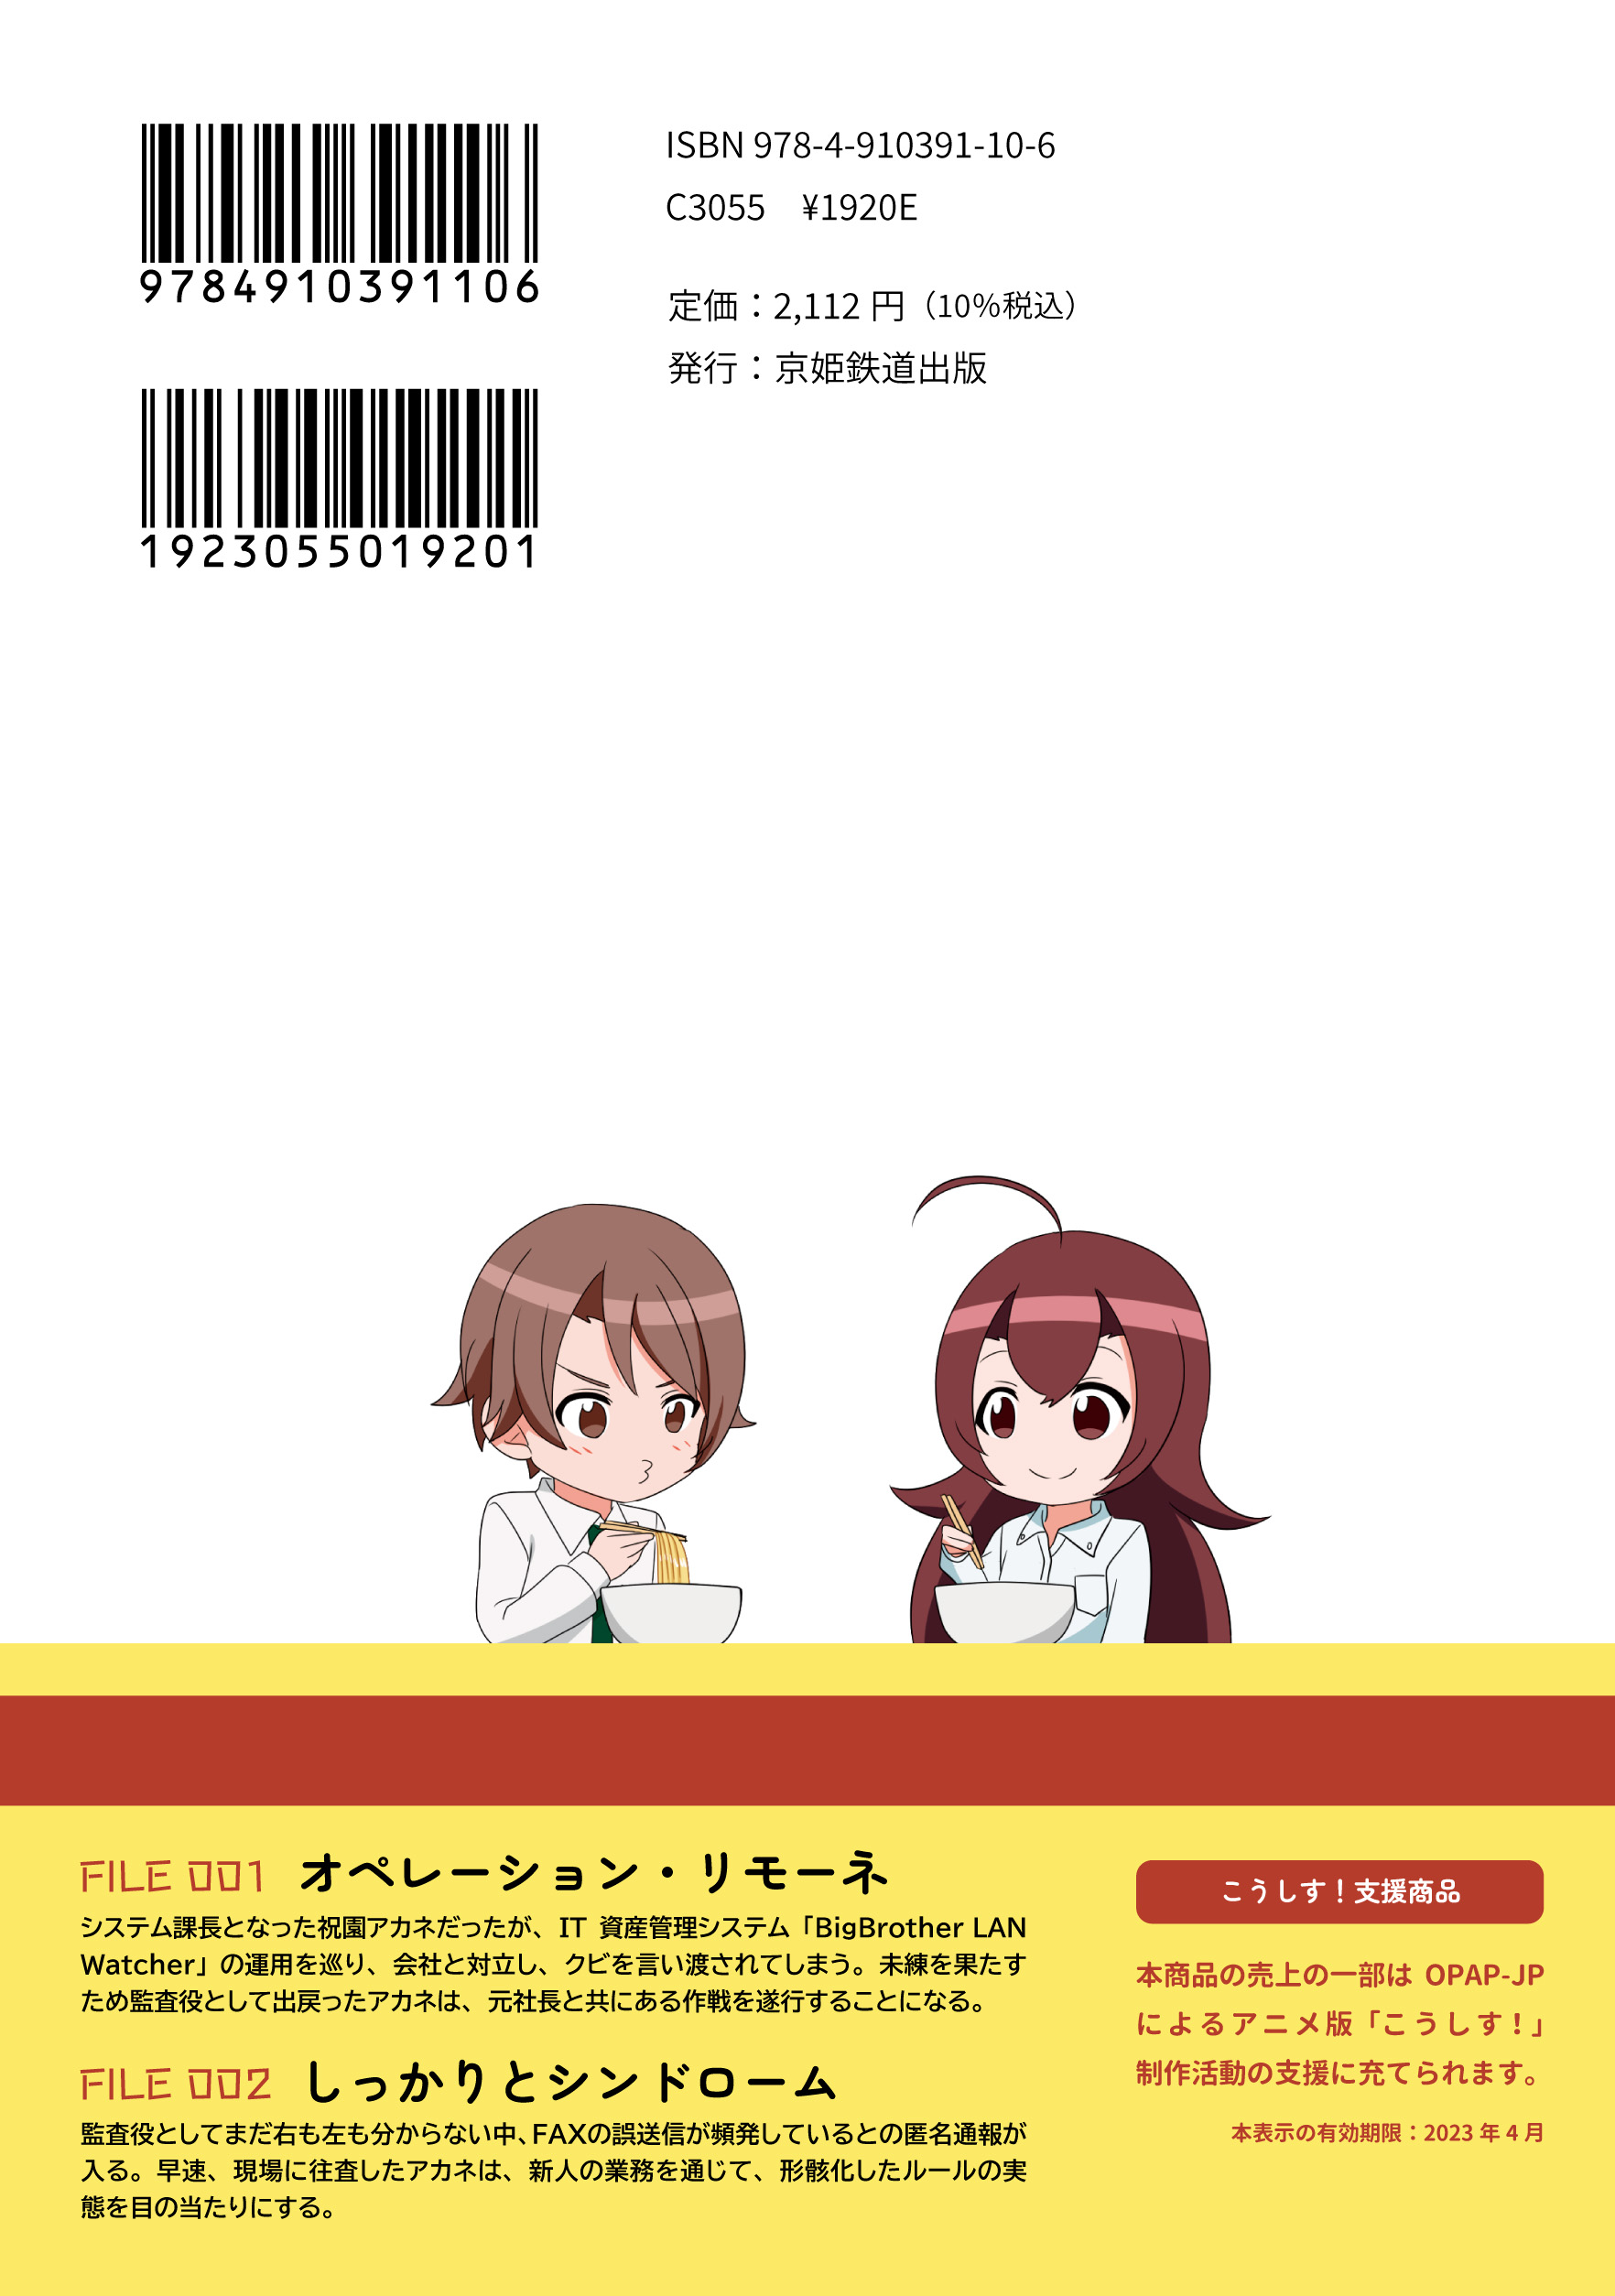 9784910391106
1923055019201
ISBN 978-4-910391-10-6
C3055 ¥1920E
定価：2,112 円（10%税込）
発行：京姫鉄道出版
FILE 001 オペレーション・リモーネ
システム課長となった祝園アカネだったが、IT 資産管理システム「BigBrother LAN
Watcher」の運用を巡り、会社と対立し、クビを言い渡されてしまう。未練を果たす
ため監査役として出戻ったアカネは、元社長と共にある作戦を遂行することになる。
FILE 002 しっかりとシンドローム
監査役としてまだ右も左も分からない中、FAXの誤送信が頻発しているとの匿名通報が
入る。早速、現場に往査したアカネは、新人の業務を通じて、形骸化したルールの実
態を目の当たりにする。
こうしす！支援商品
本商品の売上の一部は OPAP-JP
によるアニメ版「こうしす！」
制作活動の支援に充てられます。
本表示の有効期限：2023 年 4 月